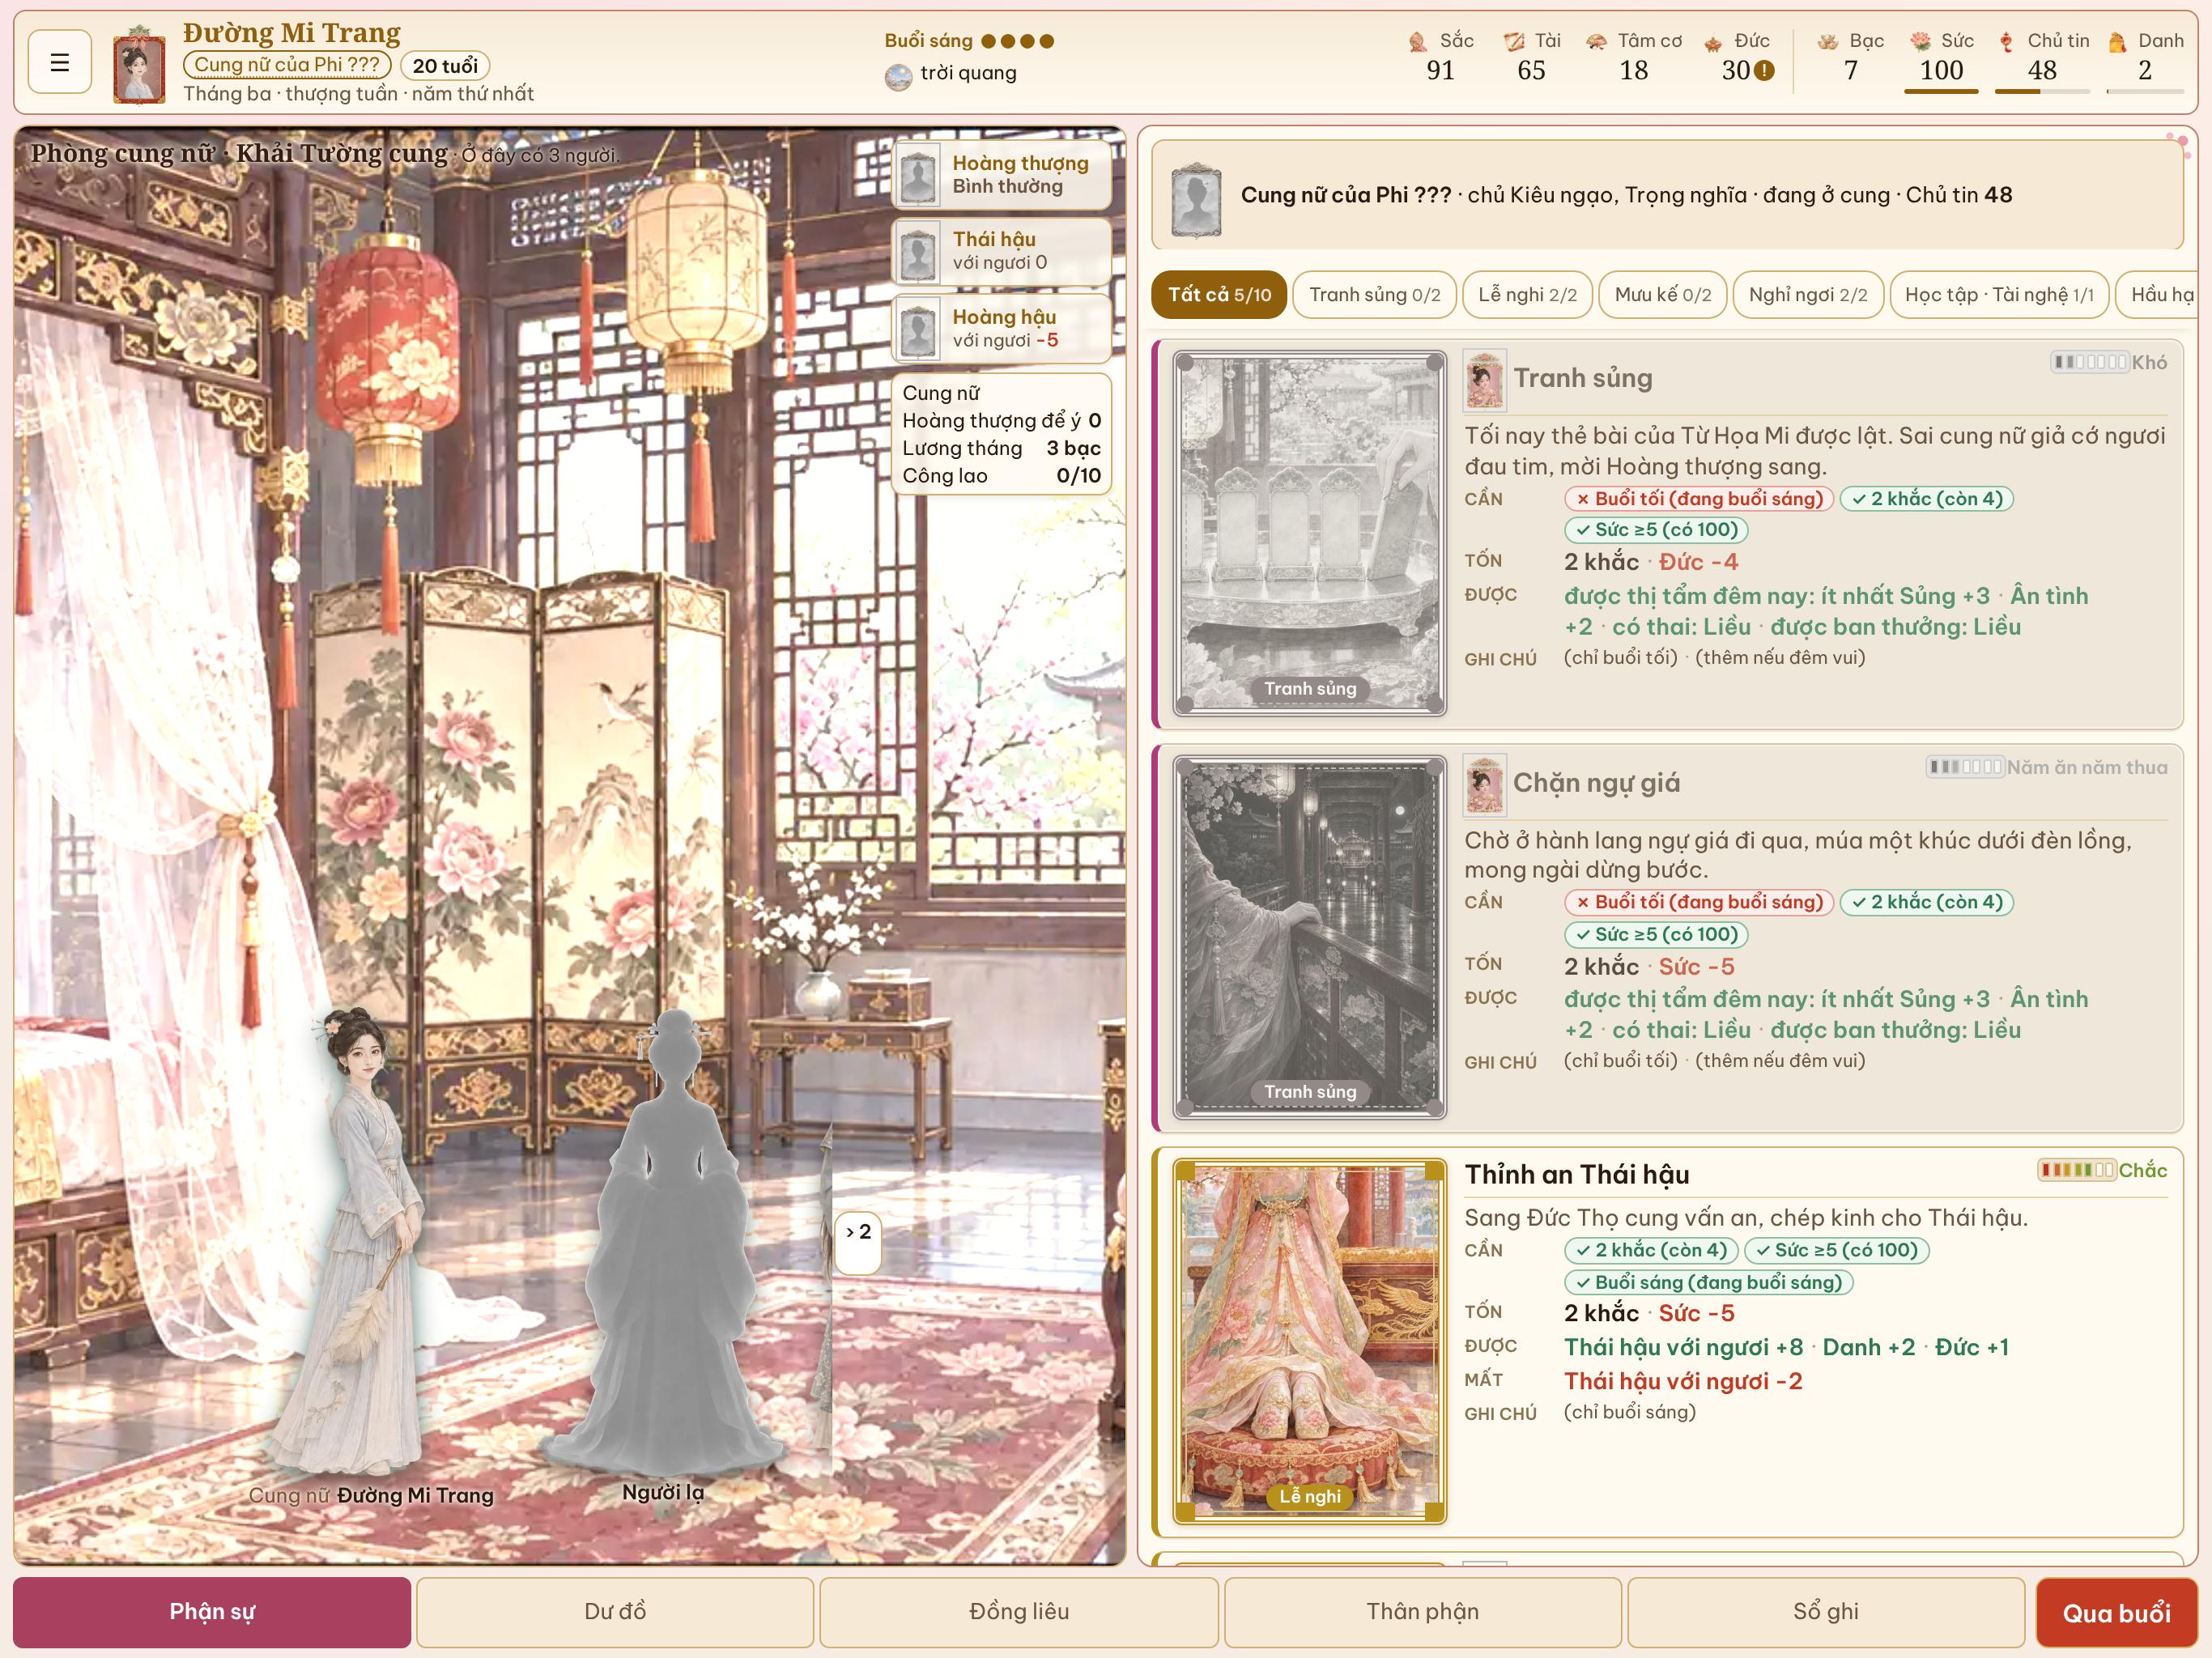 ☰
Đường Mi Trang
Cung nữ của Phi ??? 20 tuổi
Tháng ba · thượng tuần · năm thứ nhất
Buổi sáng
trời quang
Sắc 91
Tài 65
Tâm cơ 18
Đức 30 !
Bạc 7
Sức 100
Chủ tin 48
Danh 2
Phòng cung nữ · Khải Tường cung · Ở đây có 3 người.
Hoàng thượng
Bình thường
Thái hậu
với ngươi 0
Hoàng hậu
với ngươi -5
Cung nữ
Hoàng thượng để ý 0
Lương tháng 3 bạc
Công lao 0/10
› 2
Cung nữ Đường Mi Trang
Người lạ
Cung nữ của Phi ??? · chủ Kiêu ngạo, Trọng nghĩa · đang ở cung · Chủ tin 48
Tất cả 5/10
Tranh sủng 0/2
Lễ nghi 2/2
Mưu kế 0/2
Nghỉ ngơi 2/2
Học tập · Tài nghệ 1/1
Hầu hạ
Tranh sủng
Tranh sủng
Khó
Tối nay thẻ bài của Từ Họa Mi được lật. Sai cung nữ giả cớ ngươi
đau tim, mời Hoàng thượng sang.
CẦN × Buổi tối (đang buổi sáng) ✓ 2 khắc (còn 4)
✓ Sức ≥5 (có 100)
TỐN 2 khắc · Đức -4
ĐƯỢC được thị tẩm đêm nay: ít nhất Sủng +3 · Ân tình
+2 · có thai: Liều · được ban thưởng: Liều
GHI CHÚ (chỉ buổi tối) · (thêm nếu đêm vui)
Tranh sủng
Chặn ngự giá
Năm ăn năm thua
Chờ ở hành lang ngự giá đi qua, múa một khúc dưới đèn lồng,
mong ngài dừng bước.
CẦN × Buổi tối (đang buổi sáng) ✓ 2 khắc (còn 4)
✓ Sức ≥5 (có 100)
TỐN 2 khắc · Sức -5
ĐƯỢC được thị tẩm đêm nay: ít nhất Sủng +3 · Ân tình
+2 · có thai: Liều · được ban thưởng: Liều
GHI CHÚ (chỉ buổi tối) · (thêm nếu đêm vui)
Lễ nghi
Thỉnh an Thái hậu
Chắc
Sang Đức Thọ cung vấn an, chép kinh cho Thái hậu.
CẦN ✓ 2 khắc (còn 4) ✓ Sức ≥5 (có 100)
✓ Buổi sáng (đang buổi sáng)
TỐN 2 khắc · Sức -5
ĐƯỢC Thái hậu với ngươi +8 · Danh +2 · Đức +1
MẤT Thái hậu với ngươi -2
GHI CHÚ (chỉ buổi sáng)
Phận sự
Dư đồ
Đồng liêu
Thân phận
Sổ ghi
Qua buổi